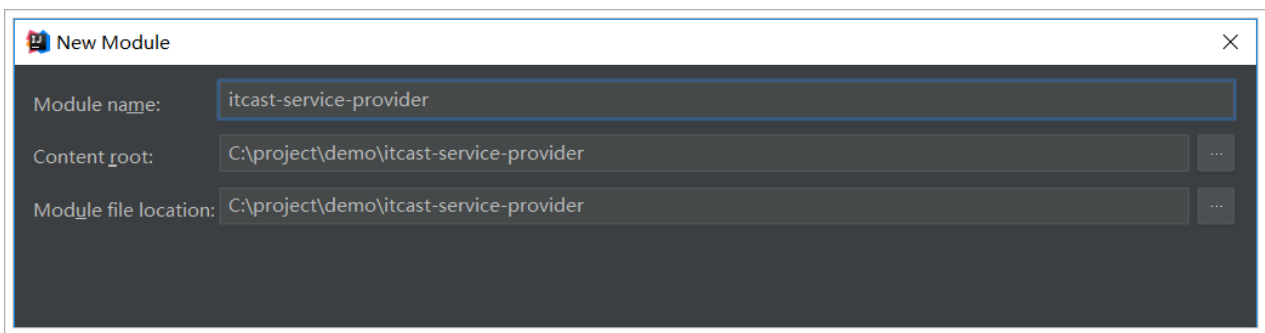 New Module
Module name: itcast-service-provider
Content root: C:\project\demo\itcast-service-provider ...
Module file location: C:\project\demo\itcast-service-provider ...